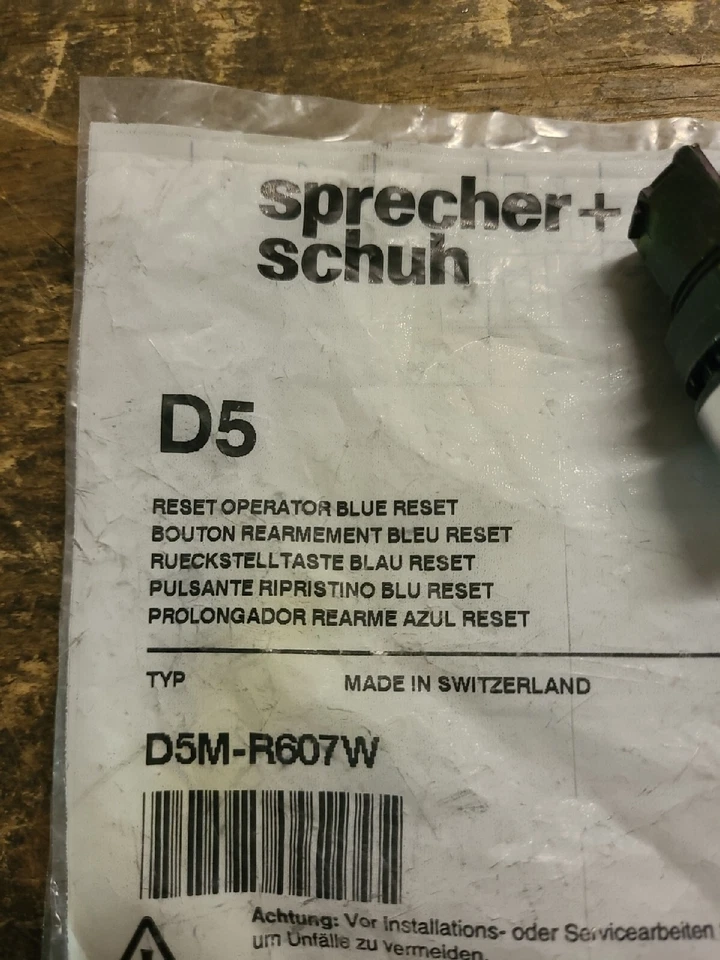 sprecher+
schuh
D5
RESET OPERATOR BLUE RESET
BOUTON REARMEMENT BLEU RESET
RUECKSTELLTASTE BLAU RESET
PULSANTE RIPRISTINO BLU RESET
PROLONGADOR REARME AZUL RESET
TYP MADE IN SWITZERLAND
D5M-R607W
Achtung: Vor Installations- oder Servicearbeiten
um Unfälle zu vermeiden.